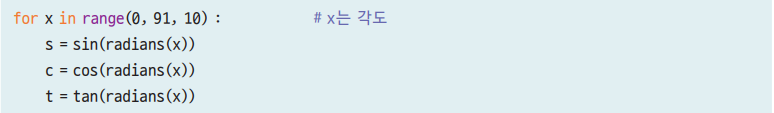 for x in range(0, 91, 10) :    # x는 각도
    s = sin(radians(x))
    c = cos(radians(x))
    t = tan(radians(x))